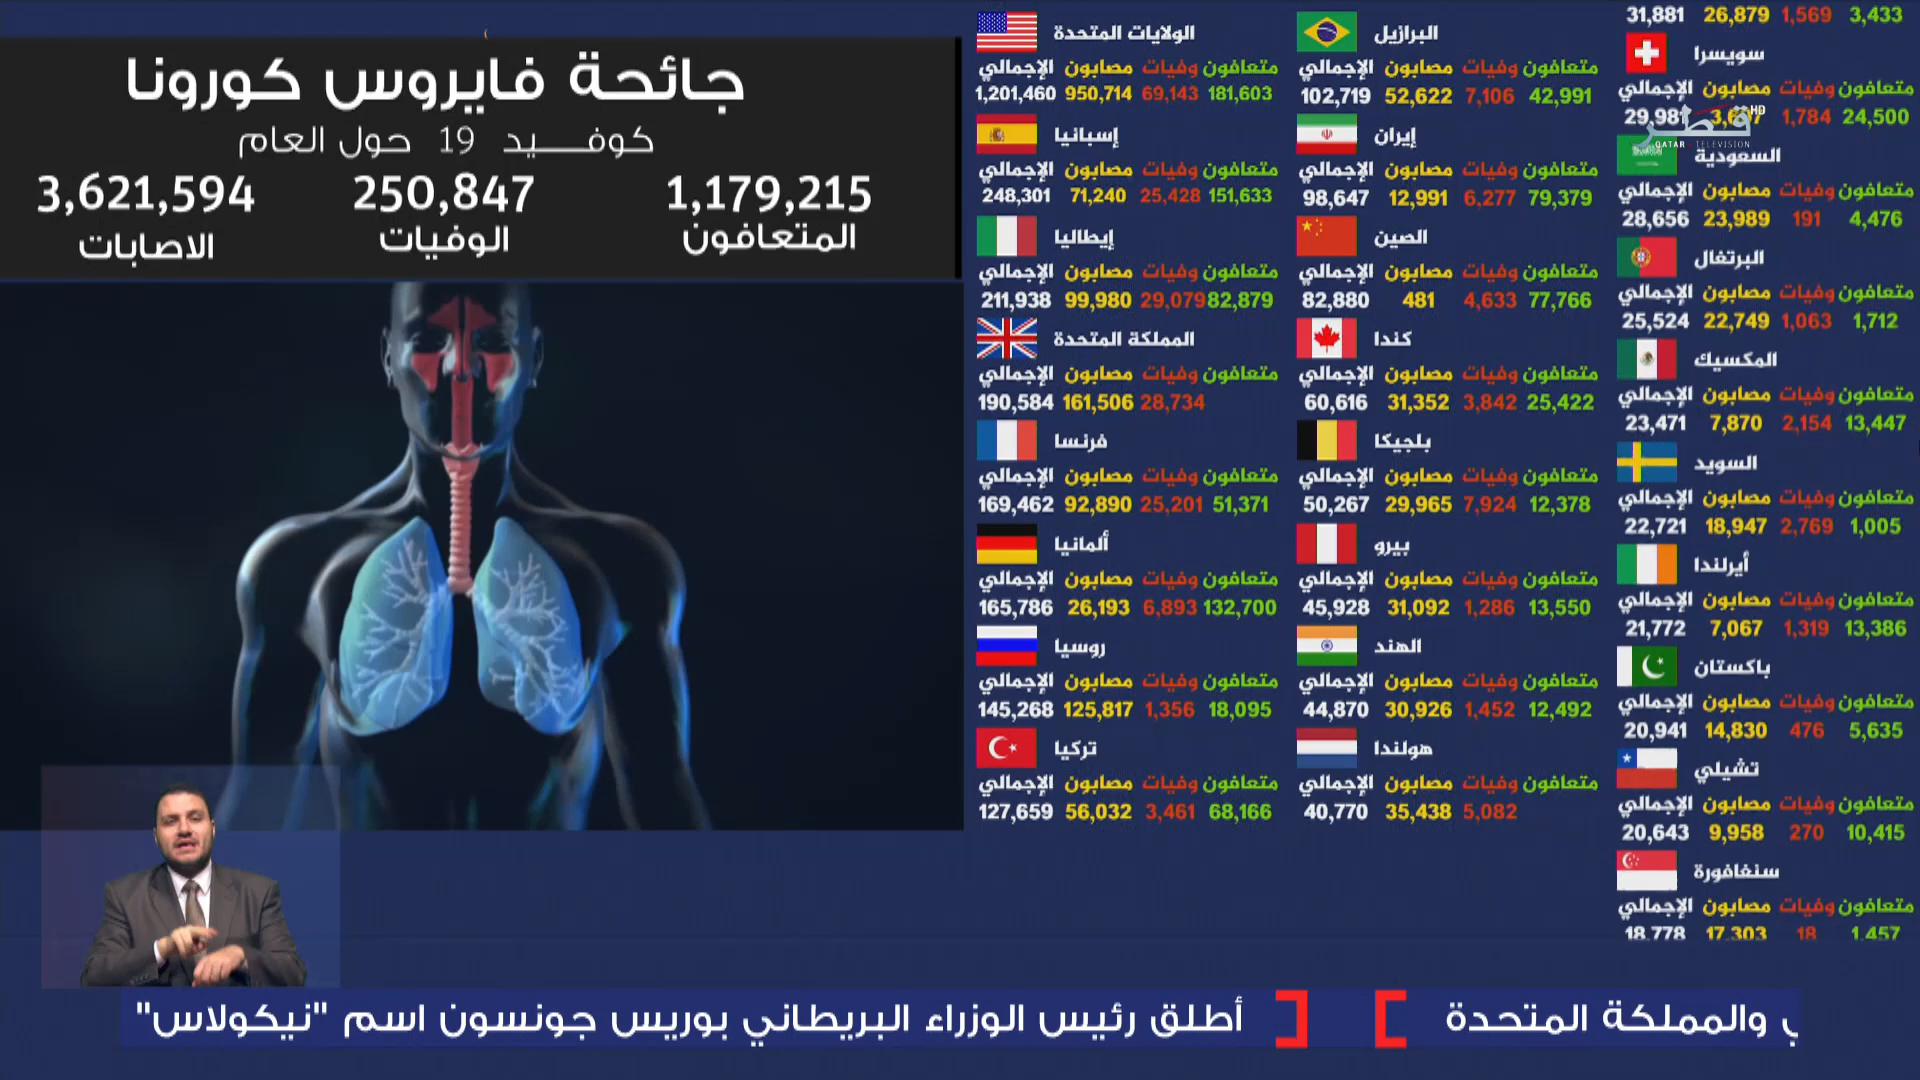 جائحة فايروس كورونا
كوفــــيد 19 حول العام
3,621,594 250,847 1,179,215
الاصابات الوفيات المتعافون
الولايات المتحدة
الإجمالي مصابون وفيات متعافون
1,201,460 950,714 69,143 181,603
إسبانيا
الإجمالي مصابون وفيات متعافون
248,301 71,240 25,428 151,633
إيطاليا
الإجمالي مصابون وفيات متعافون
211,938 99,980 29,079 82,879
المملكة المتحدة
الإجمالي مصابون وفيات متعافون
190,584 161,506 28,734
فرنسا
الإجمالي مصابون وفيات متعافون
169,462 92,890 25,201 51,371
ألمانيا
الإجمالي مصابون وفيات متعافون
165,786 26,193 6,893 132,700
روسيا
الإجمالي مصابون وفيات متعافون
145,268 125,817 1,356 18,095
تركيا
الإجمالي مصابون وفيات متعافون
127,659 56,032 3,461 68,166
البرازيل
الإجمالي مصابون وفيات متعافون
102,719 52,622 7,106 42,991
إيران
الإجمالي مصابون وفيات متعافون
98,647 12,991 6,277 79,379
الصين
الإجمالي مصابون وفيات متعافون
82,880 481 4,633 77,766
كندا
الإجمالي مصابون وفيات متعافون
60,616 31,352 3,842 25,422
بلجيكا
الإجمالي مصابون وفيات متعافون
50,267 29,965 7,924 12,378
بيرو
الإجمالي مصابون وفيات متعافون
45,928 31,092 1,286 13,550
الهند
الإجمالي مصابون وفيات متعافون
44,870 30,926 1,452 12,492
هولندا
الإجمالي مصابون وفيات متعافون
40,770 35,438 5,082
31,881 26,879 1,569 3,433
سويسرا
الإجمالي مصابون وفيات متعافون
29,981 1,784 24,500
قطر HD
QATAR TELEVISION
السعودية
الإجمالي مصابون وفيات متعافون
28,656 23,989 191 4,476
البرتغال
الإجمالي مصابون وفيات متعافون
25,524 22,749 1,063 1,712
المكسيك
الإجمالي مصابون وفيات متعافون
23,471 7,870 2,154 13,447
السويد
الإجمالي مصابون وفيات متعافون
22,721 18,947 2,769 1,005
أيرلندا
الإجمالي مصابون وفيات متعافون
21,772 7,067 1,319 13,386
باكستان
الإجمالي مصابون وفيات متعافون
20,941 14,830 476 5,635
تشيلي
الإجمالي مصابون وفيات متعافون
20,643 9,958 270 10,415
سنغافورة
الإجمالي مصابون وفيات متعافون
18,778 17,303 18 1,457
والمملكة المتحدة [ ] أطلق رئيس الوزراء البريطاني بوريس جونسون اسم "نيكولاس"